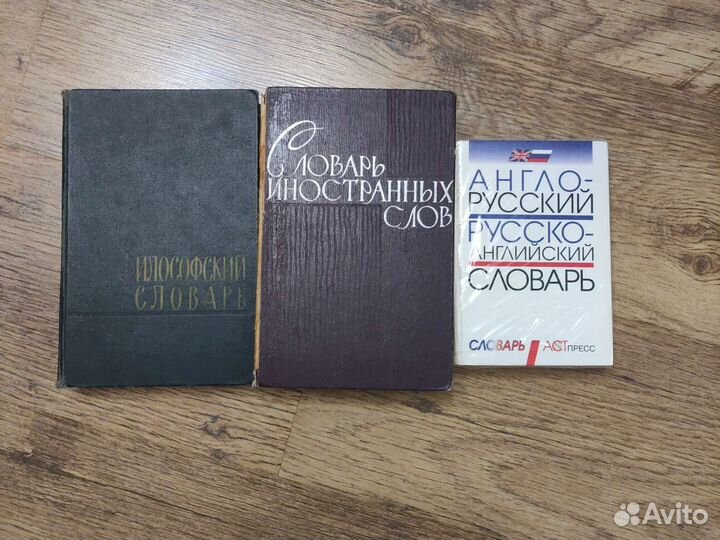 ИЛОСОФСКИЙ
СЛОВАРЬ
СЛОВАРЬ
ИНОСТРАННЫХ
СЛОВ
АНГЛО-
РУССКИЙ
РУССКО-
АНГЛИЙСКИЙ
СЛОВАРЬ
СЛОВАРЬ АСТ ПРЕСС
Avito